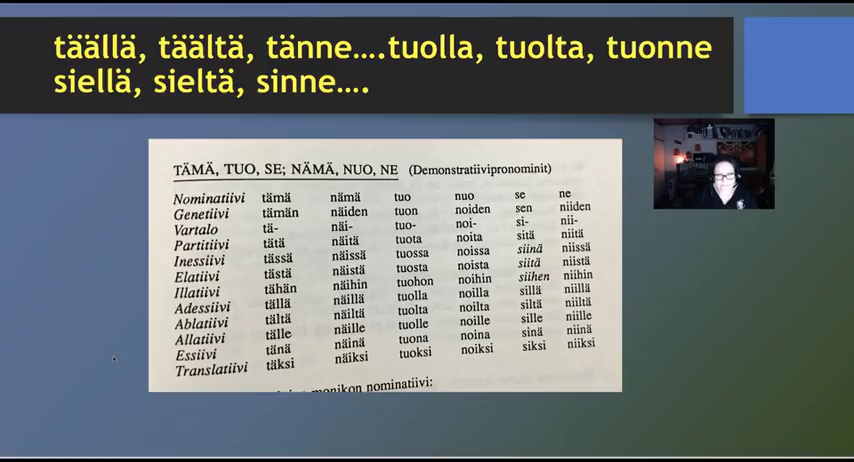 täällä, täältä, tänne....tuolla, tuolta, tuonne
siellä, sieltä, sinne....
TÄMÄ, TUO, SE; NÄMÄ, NUO, NE (Demonstratiivipronominit)
Nominatiivi tämä nämä tuo nuo se ne
Genetiivi tämän näiden tuon noiden sen niiden
Vartalo tä- näi- tuo- noi- si- nii-
Partitiivi tätä näitä tuota noita sitä niitä
Inessiivi tässä näissä tuossa noissa siinä niissä
Elatiivi tästä näistä tuosta noista siitä niistä
Illatiivi tähän näihin tuohon noihin siihen niihin
Adessiivi tällä näillä tuolla noilla sillä niillä
Ablatiivi tältä näiltä tuolta noilta siltä niiltä
Allatiivi tälle näille tuolle noille sille niille
Essiivi tänä näinä tuona noina sinä niinä
Translatiivi täksi näiksi tuoksi noiksi siksi niiksi
monikon nominatiivi: